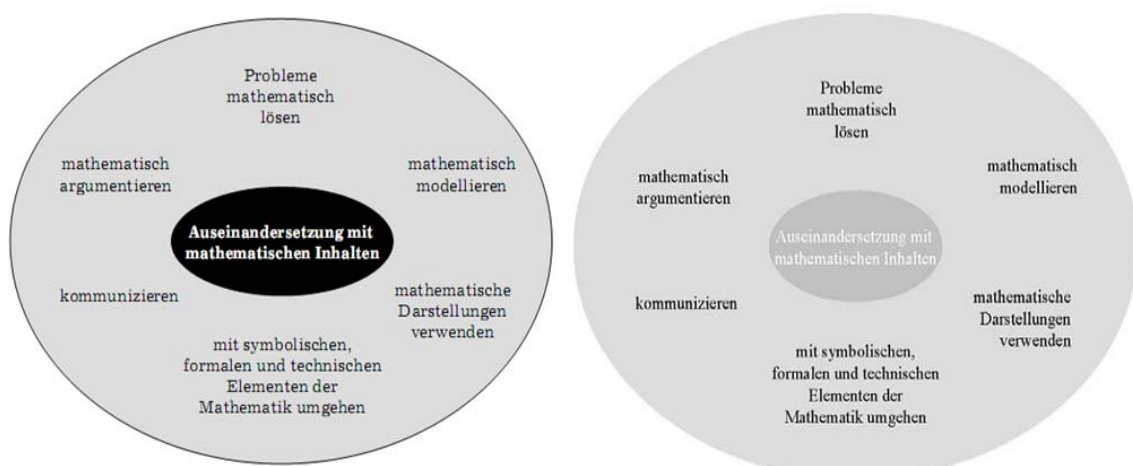 Probleme
mathematisch
lösen
mathematisch
argumentieren
mathematisch
modellieren
Auseinandersetzung mit
mathematischen Inhalten
kommunizieren
mathematische
Darstellungen
verwenden
mit symbolischen,
formalen und technischen
Elementen der
Mathematik umgehen
Probleme
mathematisch
lösen
mathematisch
argumentieren
mathematisch
modellieren
Auseinandersetzung mit
mathematischen Inhalten
kommunizieren
mathematische
Darstellungen
verwenden
mit symbolischen,
formalen und technischen
Elementen der
Mathematik umgehen